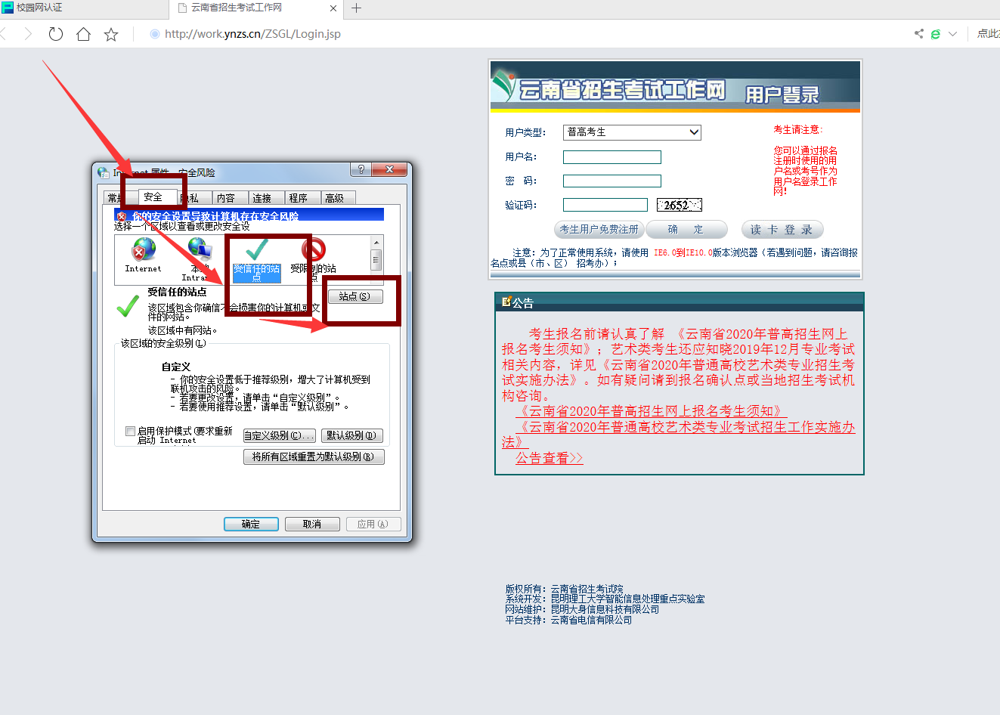 校园网认证
云南省招生考试工作网
http://work.ynzs.cn/ZSGL/Login.jsp
点此
云南省招生考试工作网 用户登录
用户类型： 普高考生
用户名：
密 码：
验证码： 2652
考生请注意：
您可以通过报名
注册时使用的用
户名或考号作为
用户名登录工作
网！
考生用户免费注册 确 定 读 卡 登 录
注意：为了正常使用系统，请使用 IE6.0到IE10.0版本浏览器（若遇到问题，请咨询报
名点或县（市、区） 招考办）；
公告
考生报名前请认真了解 《云南省2020年普高招生网上
报名考生须知》；艺术类考生还应知晓2019年12月专业考试
相关内容，详见《云南省2020年普通高校艺术类专业招生考
试实施办法》。如有疑问请到报名确认点或当地招生考试机
构咨询。
《云南省2020年普高招生网上报名考生须知》
《云南省2020年普通高校艺术类专业考试招生工作实施办
法》
公告查看>>
版权所有：云南省招生考试院
系统开发：昆明理工大学智能信息处理重点实验室
网站维护：昆明大身信息科技有限公司
平台支持：云南省电信有限公司
Internet 属性 - 安全风险
常规 安全 隐私 内容 连接 程序 高级
你的安全设置导致计算机存在安全风险
选择一个区域以查看或更改安全设
Internet
本地
Intra
受信任的站
点
受限制的站
点
受信任的站点
站点(S)
该区域包含你确信不会损害你的计算机或文
件的网站。
该区域中有网站。
该区域的安全级别(L)
自定义
- 你的安全设置低于推荐级别，增大了计算机受到
联机攻击的风险。
- 若要更改设置，请单击“自定义级别”。
- 若要使用推荐设置，请单击“默认级别”。
启用保护模式(要求重新
启动 Internet
自定义级别(C)... 默认级别(D)
将所有区域重置为默认级别(R)
确定 取消 应用(A)